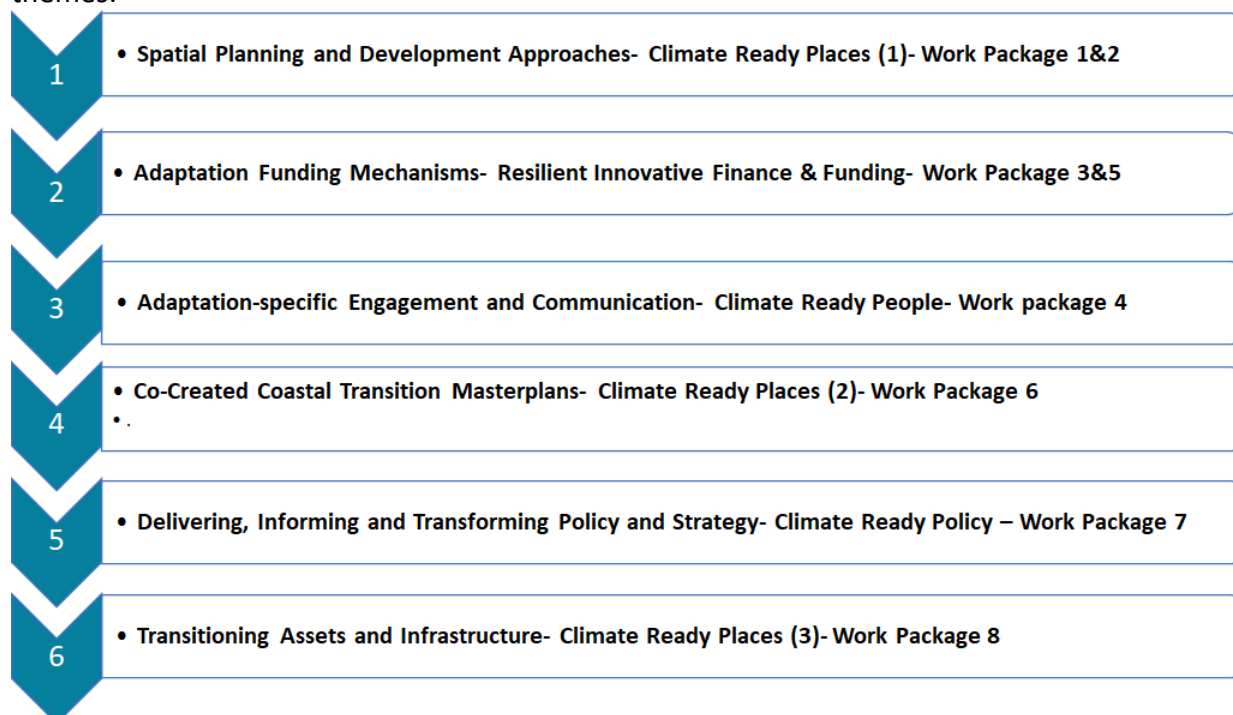 themes:
1
• Spatial Planning and Development Approaches- Climate Ready Places (1)- Work Package 1&2
2
• Adaptation Funding Mechanisms- Resilient Innovative Finance & Funding- Work Package 3&5
3
• Adaptation-specific Engagement and Communication- Climate Ready People- Work package 4
4
• Co-Created Coastal Transition Masterplans- Climate Ready Places (2)- Work Package 6
• .
5
• Delivering, Informing and Transforming Policy and Strategy- Climate Ready Policy – Work Package 7
6
• Transitioning Assets and Infrastructure- Climate Ready Places (3)- Work Package 8